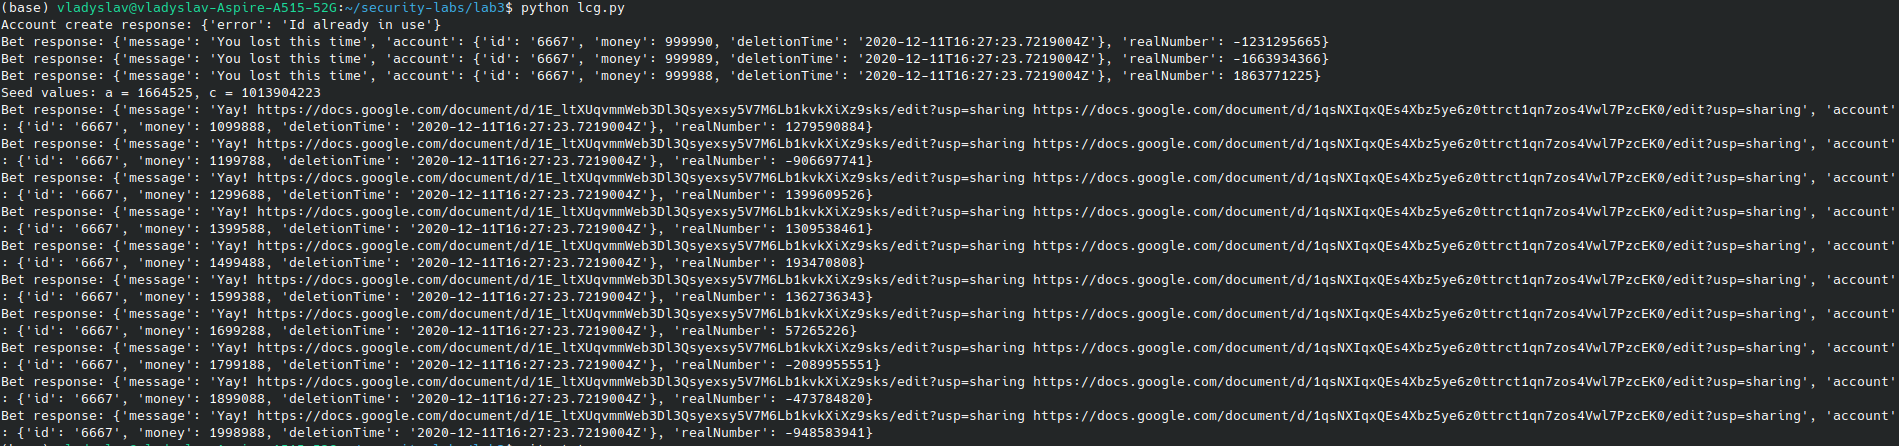 (base) vladyslav@vladyslav-Aspire-A515-52G:~/security-labs/lab3$ python lcg.py
Account create response: {'error': 'Id already in use'}
Bet response: {'message': 'You lost this time', 'account': {'id': '6667', 'money': 999990, 'deletionTime': '2020-12-11T16:27:23.7219004Z'}, 'realNumber': -1231295665}
Bet response: {'message': 'You lost this time', 'account': {'id': '6667', 'money': 999989, 'deletionTime': '2020-12-11T16:27:23.7219004Z'}, 'realNumber': -1663934366}
Bet response: {'message': 'You lost this time', 'account': {'id': '6667', 'money': 999988, 'deletionTime': '2020-12-11T16:27:23.7219004Z'}, 'realNumber': 1863771225}
Seed values: a = 1664525, c = 1013904223
Bet response: {'message': 'Yay! https://docs.google.com/document/d/1E_ltXUqvmmWeb3Dl3Qsyexsy5V7M6Lb1kvkXiXz9sks/edit?usp=sharing https://docs.google.com/document/d/1qsNXIqxQEs4Xbz5ye6z0ttrct1qn7zos4Vwl7PzcEK0/edit?usp=sharing', 'account'
: {'id': '6667', 'money': 1099888, 'deletionTime': '2020-12-11T16:27:23.7219004Z'}, 'realNumber': 1279590884}
Bet response: {'message': 'Yay! https://docs.google.com/document/d/1E_ltXUqvmmWeb3Dl3Qsyexsy5V7M6Lb1kvkXiXz9sks/edit?usp=sharing https://docs.google.com/document/d/1qsNXIqxQEs4Xbz5ye6z0ttrct1qn7zos4Vwl7PzcEK0/edit?usp=sharing', 'account'
: {'id': '6667', 'money': 1199788, 'deletionTime': '2020-12-11T16:27:23.7219004Z'}, 'realNumber': -906697741}
Bet response: {'message': 'Yay! https://docs.google.com/document/d/1E_ltXUqvmmWeb3Dl3Qsyexsy5V7M6Lb1kvkXiXz9sks/edit?usp=sharing https://docs.google.com/document/d/1qsNXIqxQEs4Xbz5ye6z0ttrct1qn7zos4Vwl7PzcEK0/edit?usp=sharing', 'account'
: {'id': '6667', 'money': 1299688, 'deletionTime': '2020-12-11T16:27:23.7219004Z'}, 'realNumber': 1399609526}
Bet response: {'message': 'Yay! https://docs.google.com/document/d/1E_ltXUqvmmWeb3Dl3Qsyexsy5V7M6Lb1kvkXiXz9sks/edit?usp=sharing https://docs.google.com/document/d/1qsNXIqxQEs4Xbz5ye6z0ttrct1qn7zos4Vwl7PzcEK0/edit?usp=sharing', 'account'
: {'id': '6667', 'money': 1399588, 'deletionTime': '2020-12-11T16:27:23.7219004Z'}, 'realNumber': 1309538461}
Bet response: {'message': 'Yay! https://docs.google.com/document/d/1E_ltXUqvmmWeb3Dl3Qsyexsy5V7M6Lb1kvkXiXz9sks/edit?usp=sharing https://docs.google.com/document/d/1qsNXIqxQEs4Xbz5ye6z0ttrct1qn7zos4Vwl7PzcEK0/edit?usp=sharing', 'account'
: {'id': '6667', 'money': 1499488, 'deletionTime': '2020-12-11T16:27:23.7219004Z'}, 'realNumber': 193470808}
Bet response: {'message': 'Yay! https://docs.google.com/document/d/1E_ltXUqvmmWeb3Dl3Qsyexsy5V7M6Lb1kvkXiXz9sks/edit?usp=sharing https://docs.google.com/document/d/1qsNXIqxQEs4Xbz5ye6z0ttrct1qn7zos4Vwl7PzcEK0/edit?usp=sharing', 'account'
: {'id': '6667', 'money': 1599388, 'deletionTime': '2020-12-11T16:27:23.7219004Z'}, 'realNumber': 1362736343}
Bet response: {'message': 'Yay! https://docs.google.com/document/d/1E_ltXUqvmmWeb3Dl3Qsyexsy5V7M6Lb1kvkXiXz9sks/edit?usp=sharing https://docs.google.com/document/d/1qsNXIqxQEs4Xbz5ye6z0ttrct1qn7zos4Vwl7PzcEK0/edit?usp=sharing', 'account'
: {'id': '6667', 'money': 1699288, 'deletionTime': '2020-12-11T16:27:23.7219004Z'}, 'realNumber': 57265226}
Bet response: {'message': 'Yay! https://docs.google.com/document/d/1E_ltXUqvmmWeb3Dl3Qsyexsy5V7M6Lb1kvkXiXz9sks/edit?usp=sharing https://docs.google.com/document/d/1qsNXIqxQEs4Xbz5ye6z0ttrct1qn7zos4Vwl7PzcEK0/edit?usp=sharing', 'account'
: {'id': '6667', 'money': 1799188, 'deletionTime': '2020-12-11T16:27:23.7219004Z'}, 'realNumber': -2089955551}
Bet response: {'message': 'Yay! https://docs.google.com/document/d/1E_ltXUqvmmWeb3Dl3Qsyexsy5V7M6Lb1kvkXiXz9sks/edit?usp=sharing https://docs.google.com/document/d/1qsNXIqxQEs4Xbz5ye6z0ttrct1qn7zos4Vwl7PzcEK0/edit?usp=sharing', 'account'
: {'id': '6667', 'money': 1899088, 'deletionTime': '2020-12-11T16:27:23.7219004Z'}, 'realNumber': -473784820}
Bet response: {'message': 'Yay! https://docs.google.com/document/d/1E_ltXUqvmmWeb3Dl3Qsyexsy5V7M6Lb1kvkXiXz9sks/edit?usp=sharing https://docs.google.com/document/d/1qsNXIqxQEs4Xbz5ye6z0ttrct1qn7zos4Vwl7PzcEK0/edit?usp=sharing', 'account'
: {'id': '6667', 'money': 1998988, 'deletionTime': '2020-12-11T16:27:23.7219004Z'}, 'realNumber': -948583941}